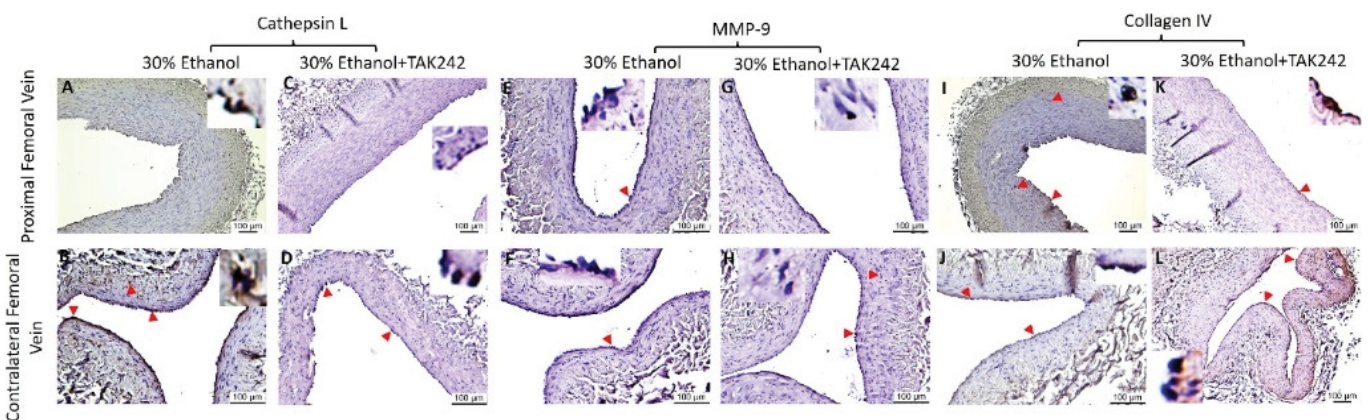 Cathepsin L
MMP-9
Collagen IV
30% Ethanol
30% Ethanol+TAK242
30% Ethanol
30% Ethanol+TAK242
30% Ethanol
30% Ethanol+TAK242
Proximal Femoral Vein
A
C
E
G
I
K
100 µm
100 µm
100 µm
100 µm
100 µm
100 µm
Contralateral Femoral
Vein
B
D
F
H
J
L
100 µm
100 µm
100 µm
100 µm
100 µm
100 µm